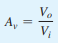 Aᵥ = Vₒ / Vᵢ